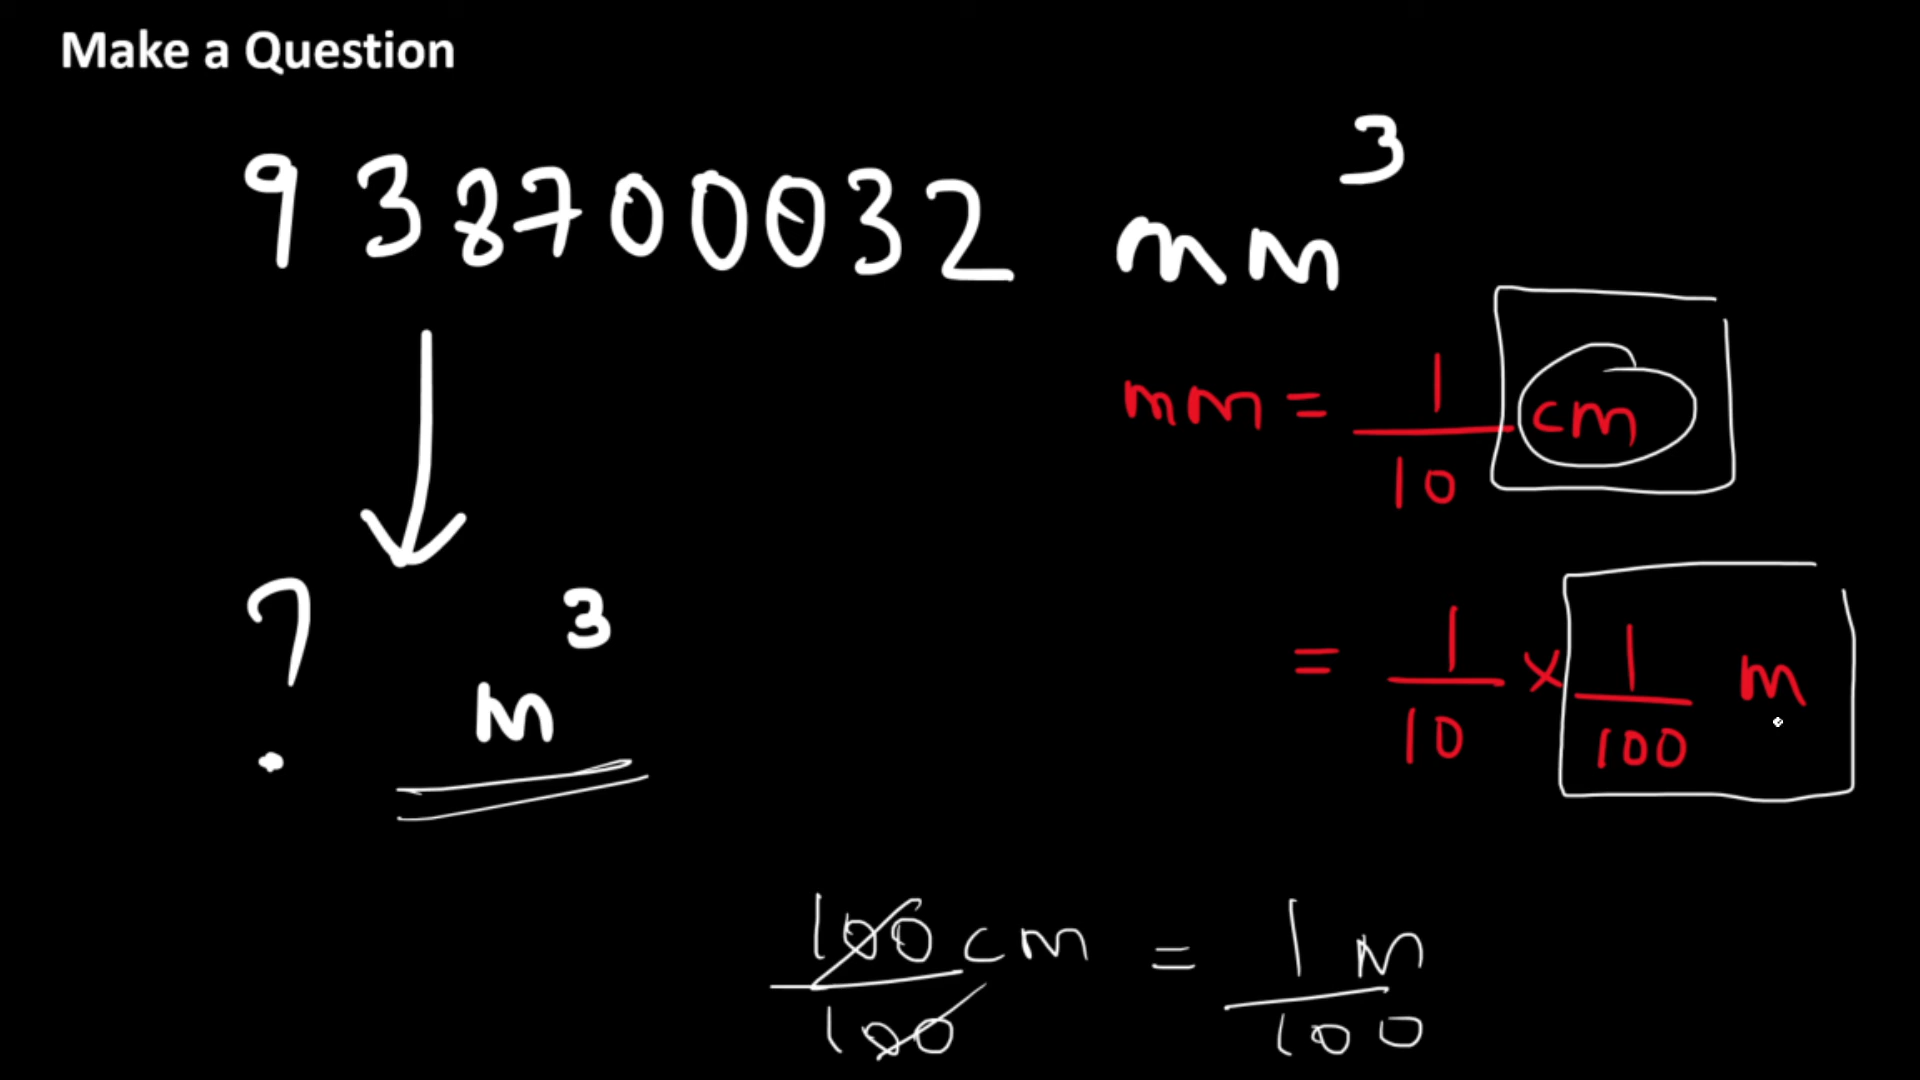 Make a Question
938700032 mm³
mm = 1/10 cm
? m³
= 1/10 × 1/100 m
100 cm/100 = 1 m/100